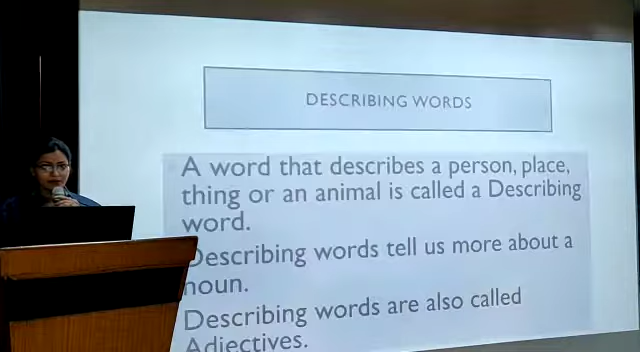 DESCRIBING WORDS
A word that describes a person, place,
thing or an animal is called a Describing
word.
Describing words tell us more about a
noun.
Describing words are also called
Adjectives.